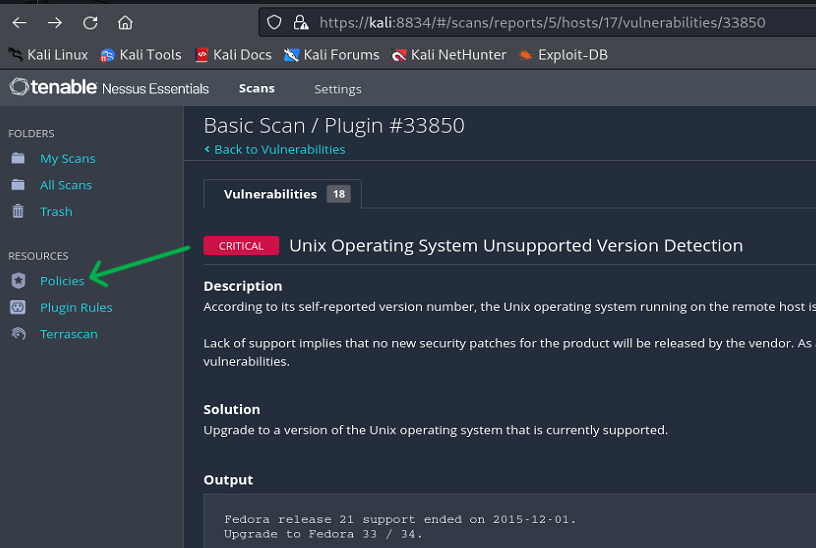 https://kali:8834/#/scans/reports/5/hosts/17/vulnerabilities/33850
Kali Linux Kali Tools Kali Docs Kali Forums Kali NetHunter Exploit-DB
tenable Nessus Essentials Scans Settings
FOLDERS
My Scans
All Scans
Trash
RESOURCES
Policies
Plugin Rules
Terrascan
Basic Scan / Plugin #33850
Back to Vulnerabilities
Vulnerabilities 18
CRITICAL Unix Operating System Unsupported Version Detection
Description
According to its self-reported version number, the Unix operating system running on the remote host is
Lack of support implies that no new security patches for the product will be released by the vendor. As
vulnerabilities.
Solution
Upgrade to a version of the Unix operating system that is currently supported.
Output
Fedora release 21 support ended on 2015-12-01.
Upgrade to Fedora 33 / 34.